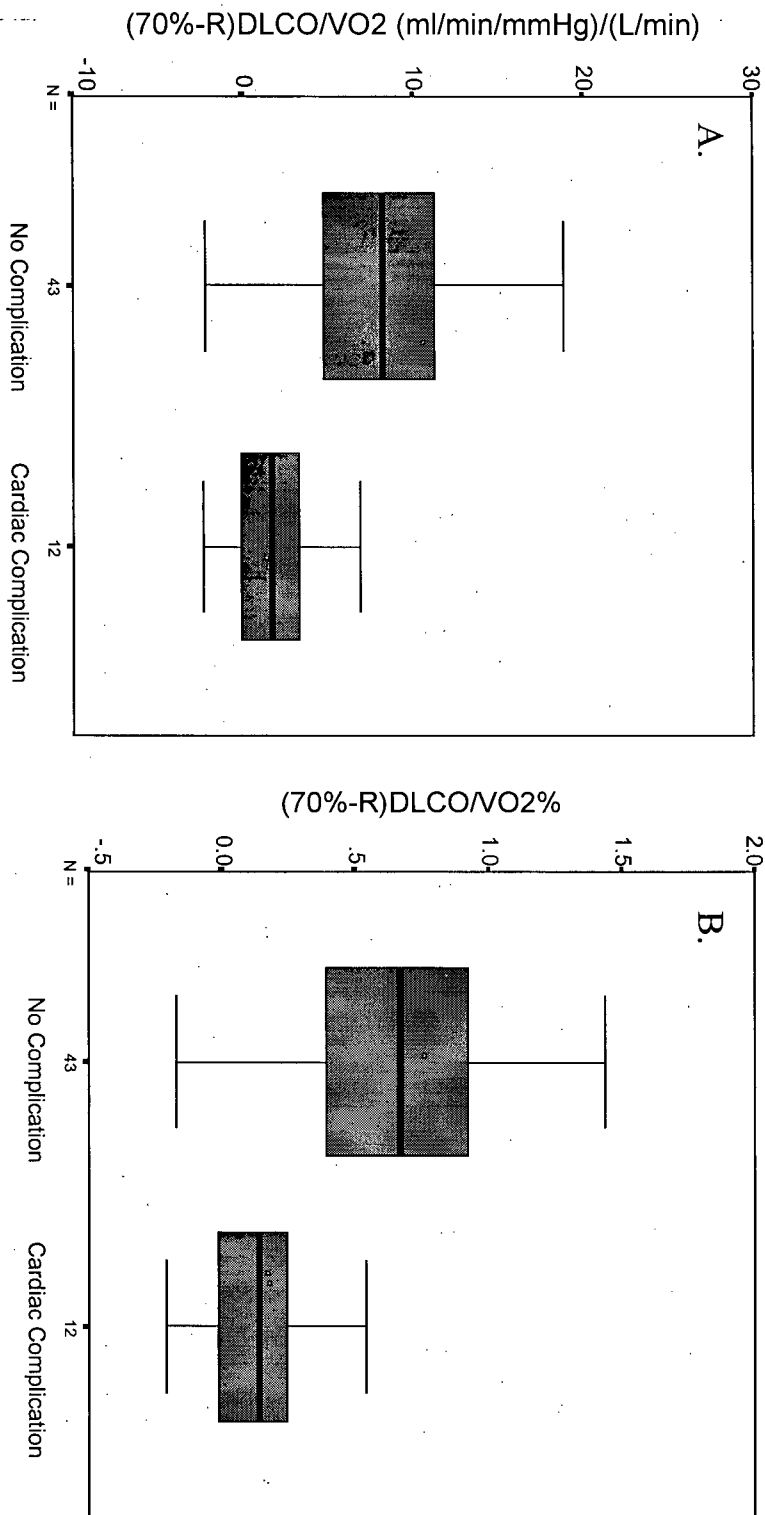 A.
(70%-R)DLCO/VO2 (ml/min/mmHg)/(L/min)
30
20
10
0
-10
N =
43
12
No Complication
Cardiac Complication
B.
(70%-R)DLCO/VO2%
2.0
1.5
1.0
.5
0.0
-.5
N =
43
12
No Complication
Cardiac Complication